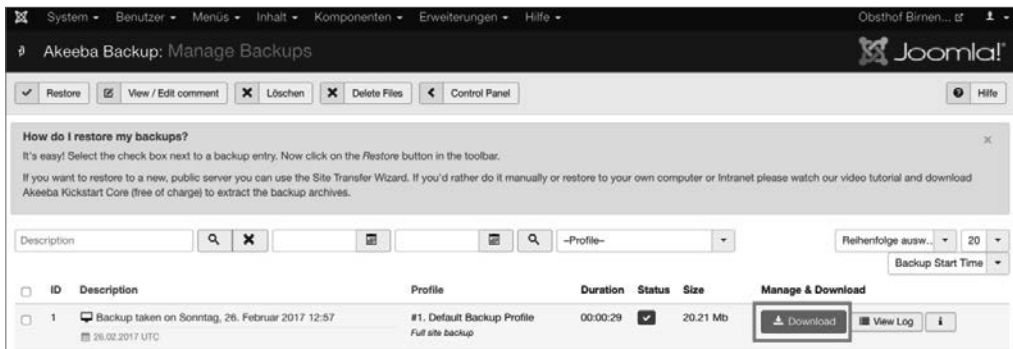 System Benutzer Menüs Inhalt Komponenten Erweiterungen Hilfe Obsthof Birnen...
Akeeba Backup: Manage Backups Joomla!
Restore View / Edit comment Löschen Delete Files Control Panel Hilfe
How do I restore my backups?
It's easy! Select the check box next to a backup entry. Now click on the Restore button in the toolbar.
If you want to restore to a new, public server you can use the Site Transfer Wizard. If you'd rather do it manually or restore to your own computer or Intranet please watch our video tutorial and download
Akeeba Kickstart Core (free of charge) to extract the backup archives.
Description –Profile– Reihenfolge ausw... 20
Backup Start Time
ID Description Profile Duration Status Size Manage & Download
1 Backup taken on Sonntag, 26. Februar 2017 12:57 #1. Default Backup Profile 00:00:29 20.21 Mb Download View Log i
26.02.2017 UTC Full site backup